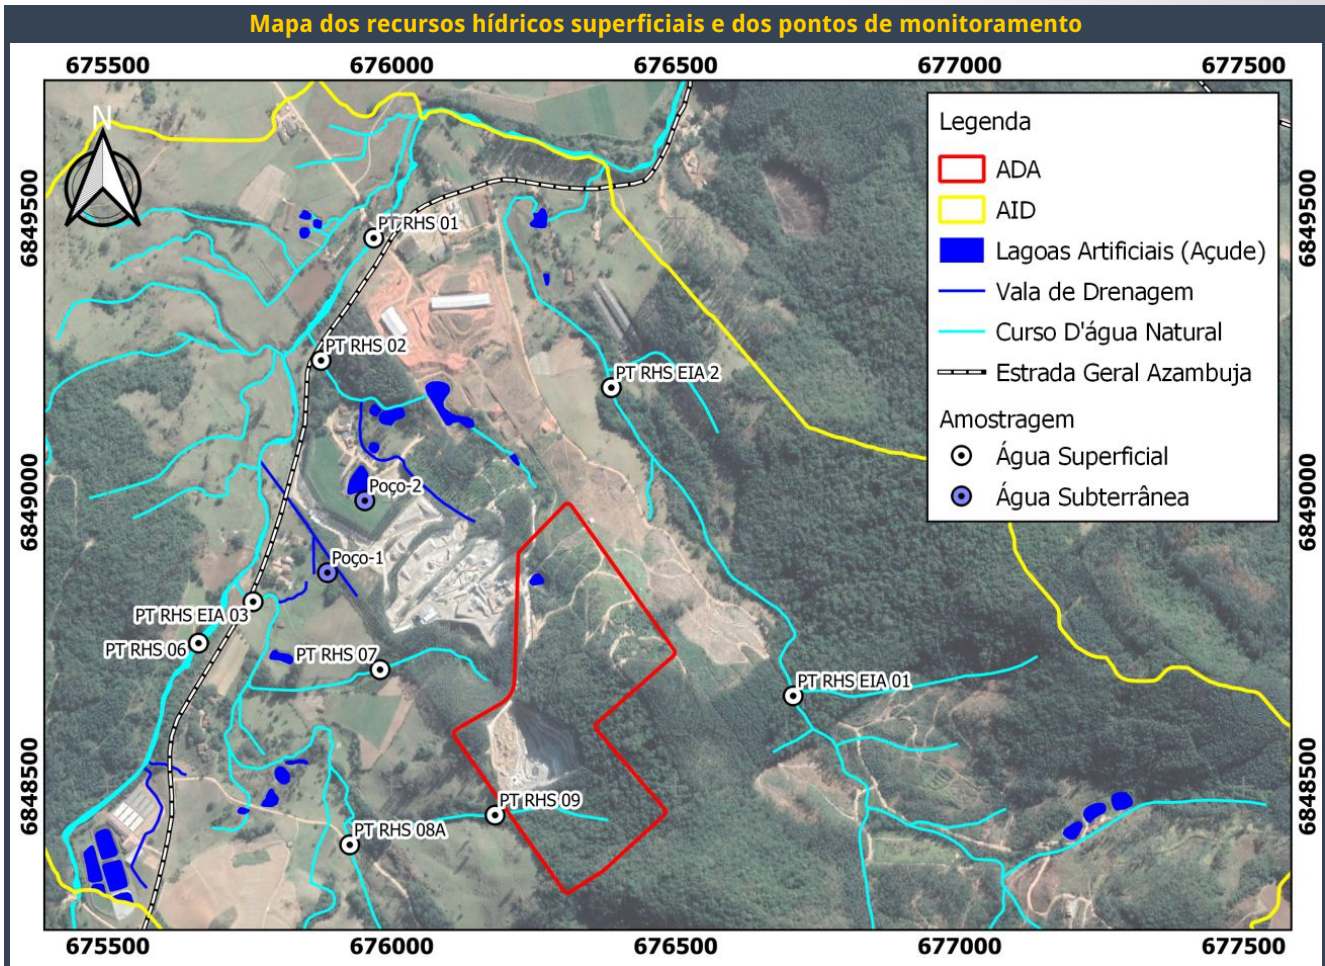 Mapa dos recursos hídricos superficiais e dos pontos de monitoramento
675500 676000 676500 677000 677500
N
Legenda
ADA
AID
Lagoas Artificiais (Açude)
Vala de Drenagem
Curso D'água Natural
Estrada Geral Azambuja
Amostragem
Água Superficial
Água Subterrânea
6849500
6849500
PT RHS 01
PT RHS 02
PT RHS EIA 2
6849000
6849000
Poço-2
Poço-1
PT RHS EIA 03
PT RHS 06
PT RHS 07
PT RHS EIA 01
6848500
6848500
PT RHS 09
PT RHS 08A
675500 676000 676500 677000 677500